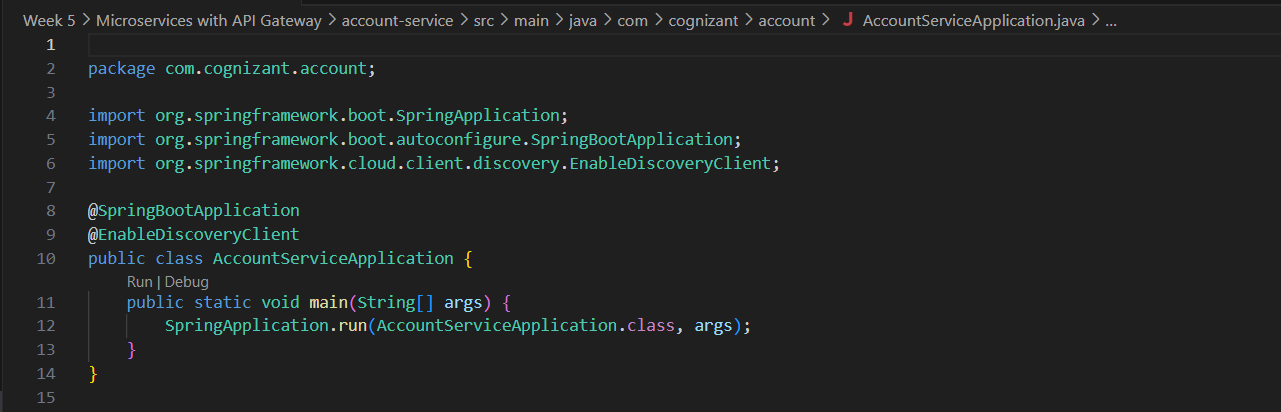 Week 5 > Microservices with API Gateway > account-service > src > main > java > com > cognizant > account > J AccountServiceApplication.java > ...
1
2 package com.cognizant.account;
3
4 import org.springframework.boot.SpringApplication;
5 import org.springframework.boot.autoconfigure.SpringBootApplication;
6 import org.springframework.cloud.client.discovery.EnableDiscoveryClient;
7
8 @SpringBootApplication
9 @EnableDiscoveryClient
10 public class AccountServiceApplication {
Run | Debug
11     public static void main(String[] args) {
12         SpringApplication.run(AccountServiceApplication.class, args);
13     }
14 }
15